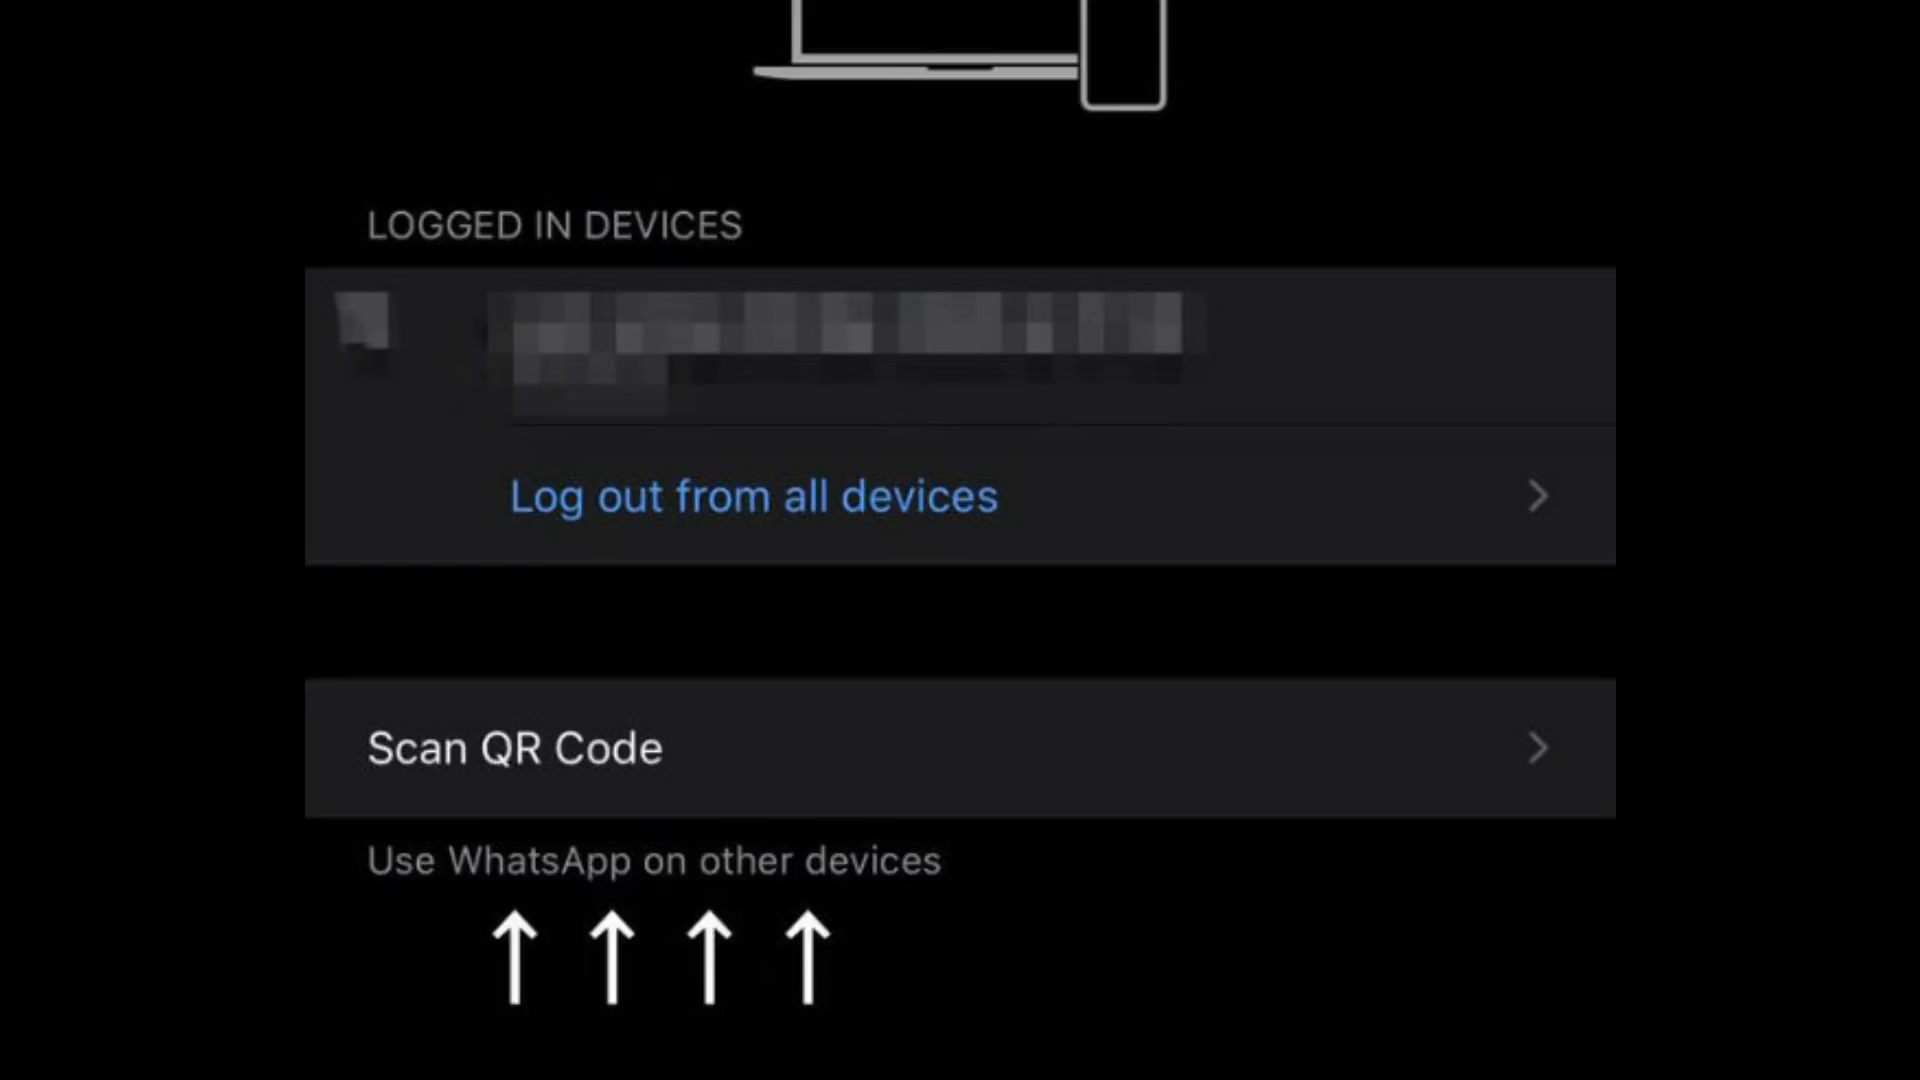 LOGGED IN DEVICES
Log out from all devices
Scan QR Code
Use WhatsApp on other devices